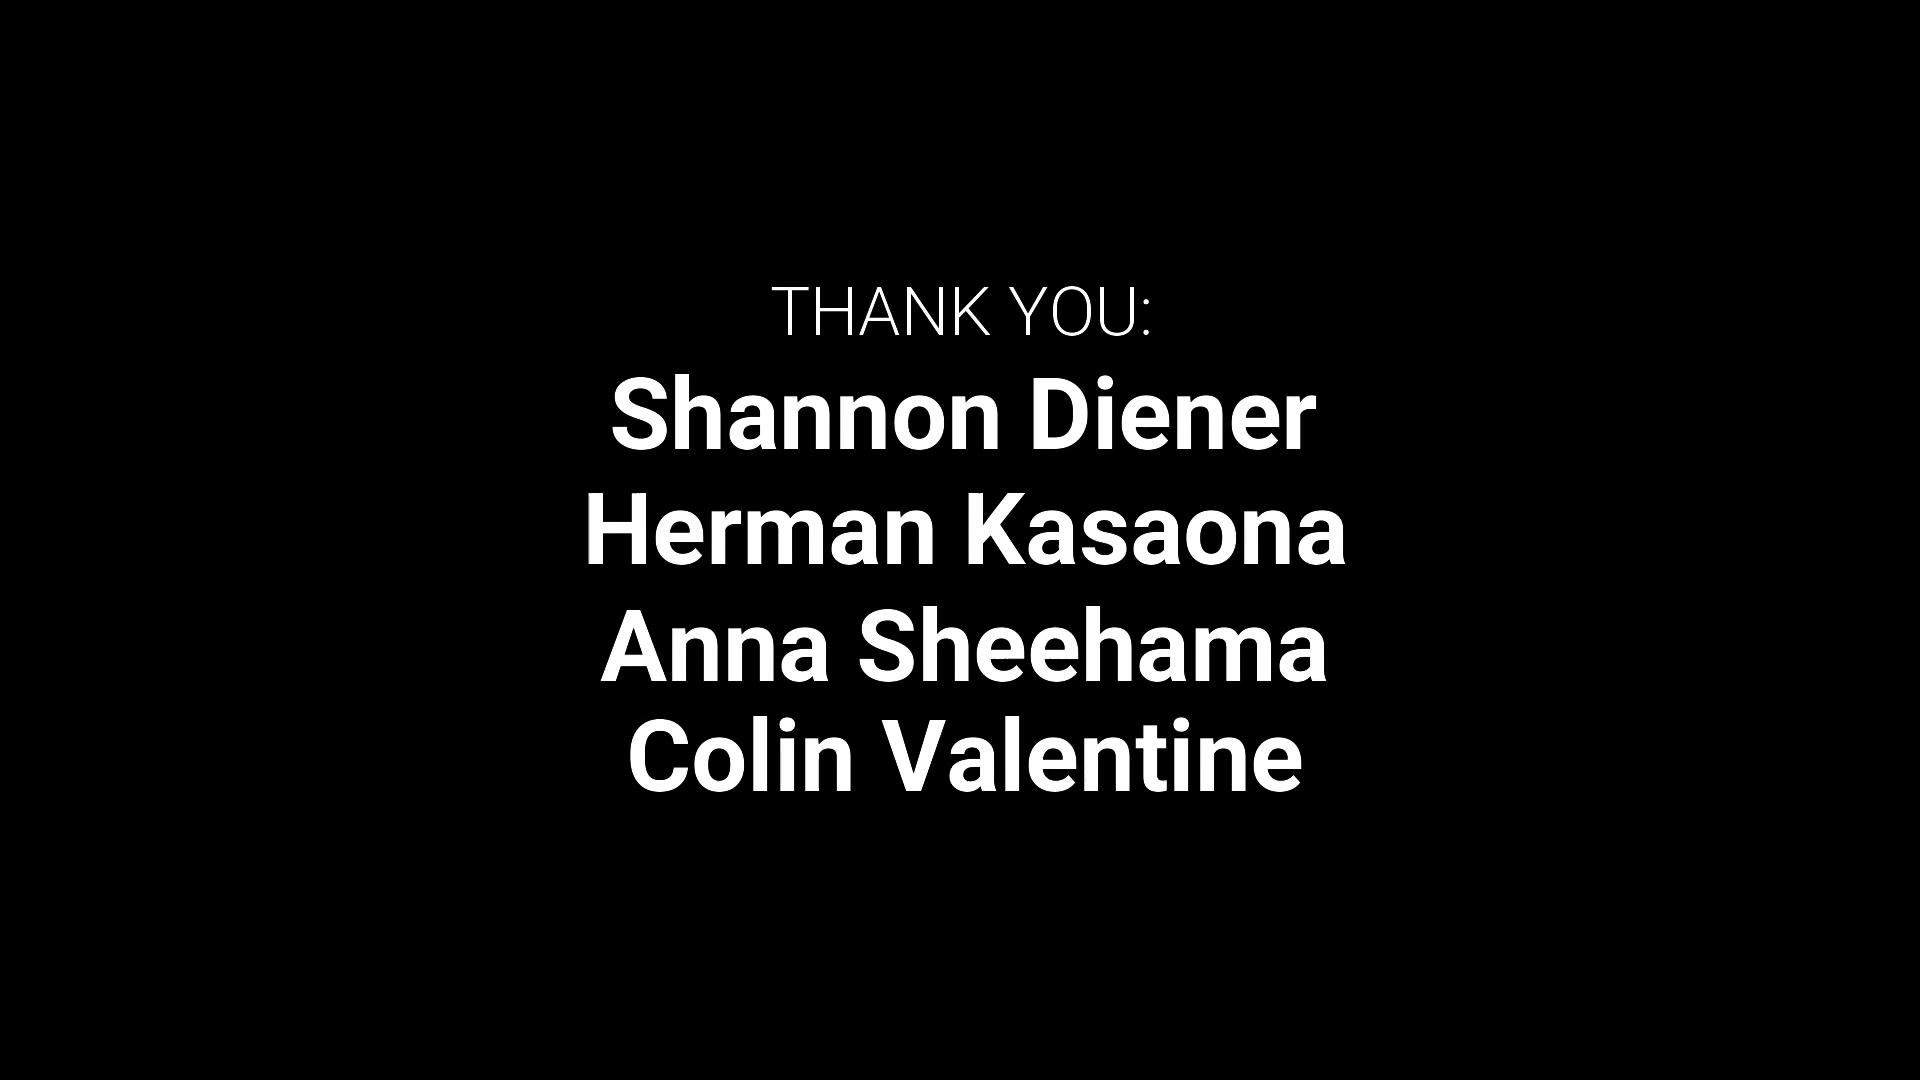 THANK YOU:
Shannon Diener
Herman Kasaona
Anna Sheehama
Colin Valentine